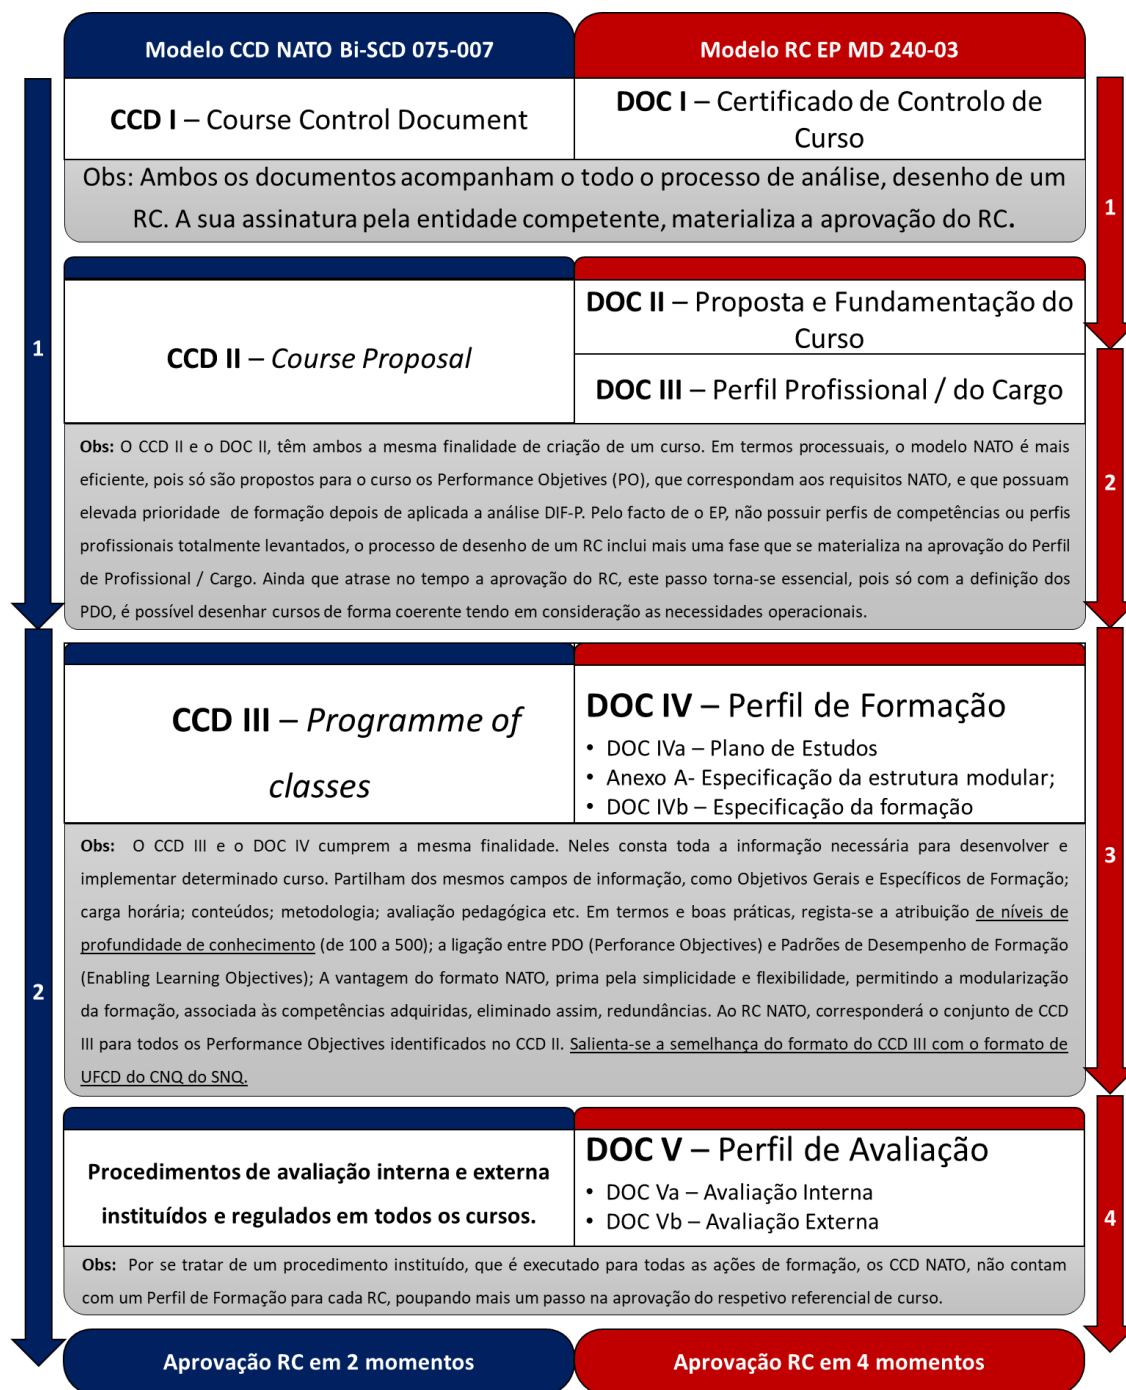 Modelo CCD NATO Bi-SCD 075-007
Modelo RC EP MD 240-03
CCD I – Course Control Document
DOC I – Certificado de Controlo de
Curso
Obs: Ambos os documentos acompanham o todo o processo de análise, desenho de um
RC. A sua assinatura pela entidade competente, materializa a aprovação do RC.
1
1
CCD II – Course Proposal
DOC II – Proposta e Fundamentação do
Curso
DOC III – Perfil Profissional / do Cargo
Obs: O CCD II e o DOC II, têm ambos a mesma finalidade de criação de um curso. Em termos processuais, o modelo NATO é mais
eficiente, pois só são propostos para o curso os Performance Objetives (PO), que correspondam aos requisitos NATO, e que possuam
elevada prioridade de formação depois de aplicada a análise DIF-P. Pelo facto de o EP, não possuir perfis de competências ou perfis
profissionais totalmente levantados, o processo de desenho de um RC inclui mais uma fase que se materializa na aprovação do Perfil
de Profissional / Cargo. Ainda que atrase no tempo a aprovação do RC, este passo torna-se essencial, pois só com a definição dos
PDO, é possível desenhar cursos de forma coerente tendo em consideração as necessidades operacionais.
2
CCD III – Programme of
classes
DOC IV – Perfil de Formação
• DOC IVa – Plano de Estudos
• Anexo A- Especificação da estrutura modular;
• DOC IVb – Especificação da formação
Obs: O CCD III e o DOC IV cumprem a mesma finalidade. Neles consta toda a informação necessária para desenvolver e
implementar determinado curso. Partilham dos mesmos campos de informação, como Objetivos Gerais e Específicos de Formação;
carga horária; conteúdos; metodologia; avaliação pedagógica etc. Em termos e boas práticas, regista-se a atribuição de níveis de
profundidade de conhecimento (de 100 a 500); a ligação entre PDO (Perforance Objectives) e Padrões de Desempenho de Formação
(Enabling Learning Objectives); A vantagem do formato NATO, prima pela simplicidade e flexibilidade, permitindo a modularização
da formação, associada às competências adquiridas, eliminado assim, redundâncias. Ao RC NATO, corresponderá o conjunto de CCD
III para todos os Performance Objectives identificados no CCD II. Salienta-se a semelhança do formato do CCD III com o formato de
UFCD do CNQ do SNQ.
2
3
Procedimentos de avaliação interna e externa
instituídos e regulados em todos os cursos.
DOC V – Perfil de Avaliação
• DOC Va – Avaliação Interna
• DOC Vb – Avaliação Externa
4
Obs: Por se tratar de um procedimento instituído, que é executado para todas as ações de formação, os CCD NATO, não contam
com um Perfil de Formação para cada RC, poupando mais um passo na aprovação do respetivo referencial de curso.
Aprovação RC em 2 momentos
Aprovação RC em 4 momentos